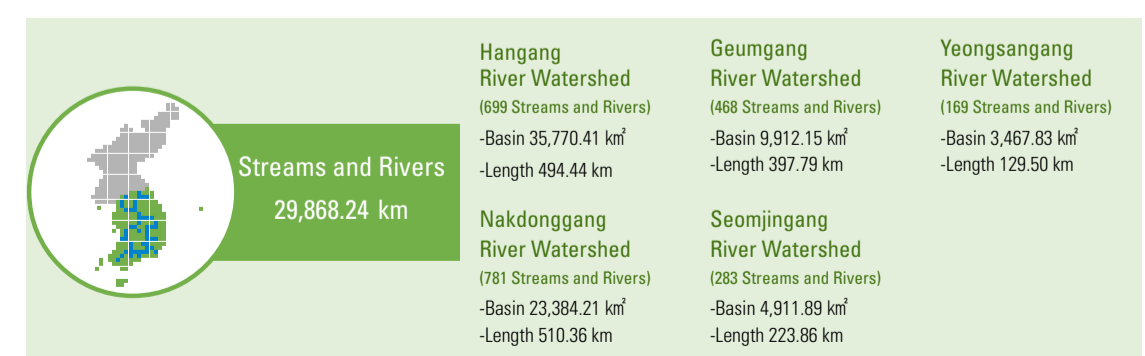 Streams and Rivers
29,868.24 km
Hangang
River Watershed
(699 Streams and Rivers)
-Basin 35,770.41 ㎢
-Length 494.44 km
Geumgang
River Watershed
(468 Streams and Rivers)
-Basin 9,912.15 ㎢
-Length 397.79 km
Yeongsangang
River Watershed
(169 Streams and Rivers)
-Basin 3,467.83 ㎢
-Length 129.50 km
Nakdonggang
River Watershed
(781 Streams and Rivers)
-Basin 23,384.21 ㎢
-Length 510.36 km
Seomjingang
River Watershed
(283 Streams and Rivers)
-Basin 4,911.89 ㎢
-Length 223.86 km